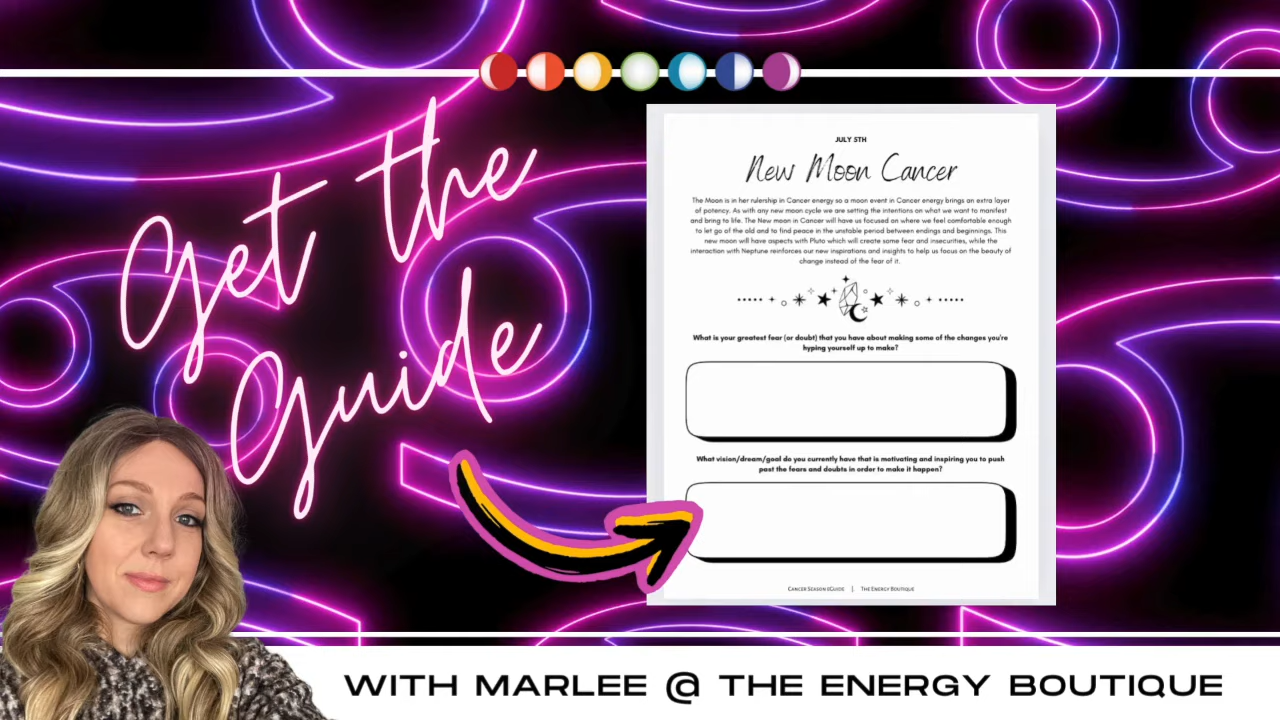 Get the
Guide
JULY 5TH
New Moon Cancer
The Moon is in her rulership in Cancer energy so a moon event in Cancer energy brings an extra layer
of potency. As with any new moon cycle we are setting the intentions on what we want to manifest
and bring to life. The New moon in Cancer will have us focused on where we feel comfortable enough
to let go of the old and to find peace in the unstable period between endings and beginnings. This
new moon will have aspects with Pluto which will create some fear and insecurities, while the
interaction with Neptune reinforces our new inspirations and insights to help us focus on the beauty of
change instead of the fear of it.
What is your greatest fear (or doubt) that you have about making some of the changes you're
hyping yourself up to make?
What vision/dream/goal do you currently have that is motivating and inspiring you to push
past the fears and doubts in order to make it happen?
Cancer Season eGuide | The Energy Boutique
WITH MARLEE @ THE ENERGY BOUTIQUE